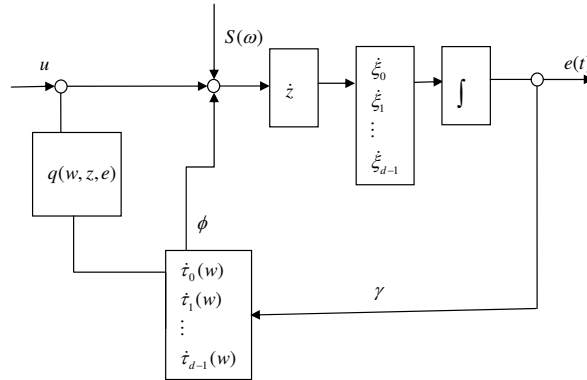 S(ω)
u
e(t)
ż
ξ̇₀
ξ̇₁
⋮
ξ̇d−1
∫
q(w, z, e)
ϕ
γ
τ̇₀(w)
τ̇₁(w)
⋮
τ̇d−1(w)